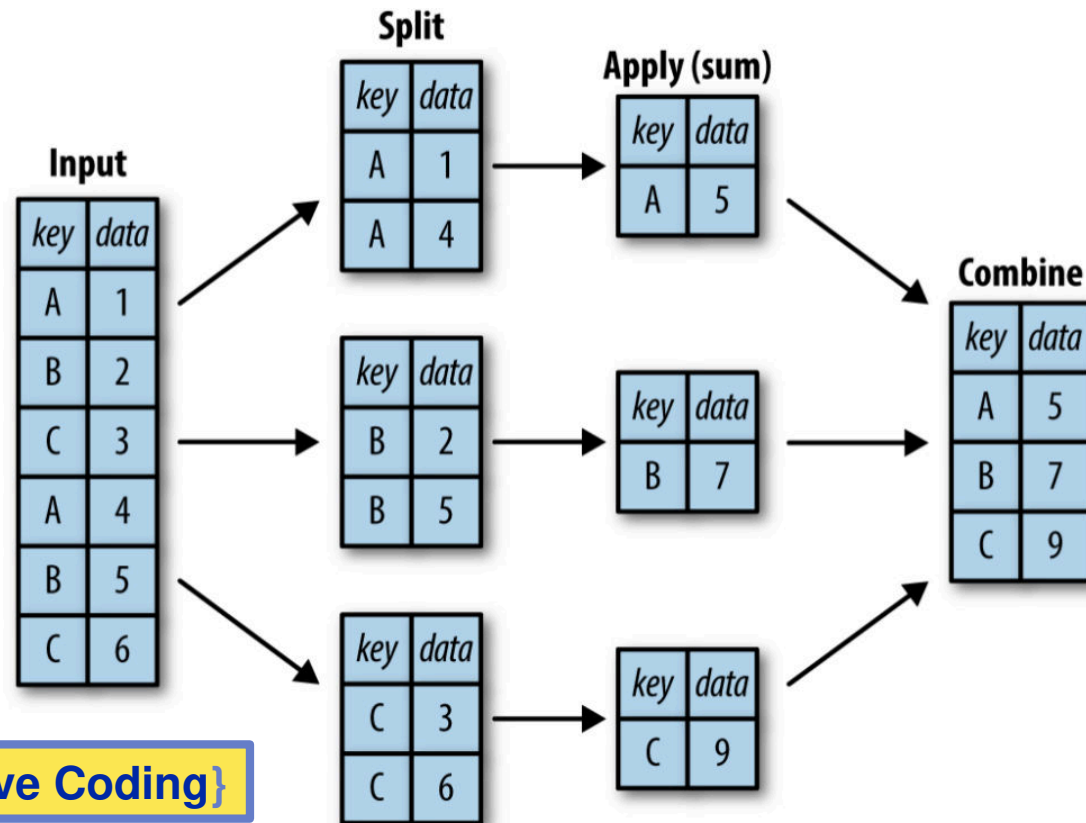 Split
key data
A 1
A 4
Apply (sum)
key data
A 5
Input
key data
A 1
B 2
C 3
A 4
B 5
C 6
key data
B 2
B 5
key data
B 7
Combine
key data
A 5
B 7
C 9
key data
C 3
C 6
key data
C 9
ve Coding}